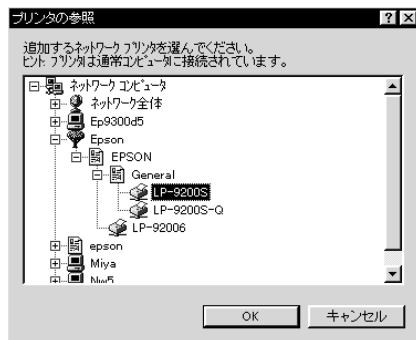 プリンタの参照
追加するネットワーク プリンタを選んでください。
ヒント: プリンタは通常コンピュータに接続されています。
ネットワーク コンピュータ
ネットワーク全体
Ep9300d5
Epson
EPSON
General
LP-9200S
LP-9200S-Q
LP-92006
epson
Miya
Nw5
OK
キャンセル